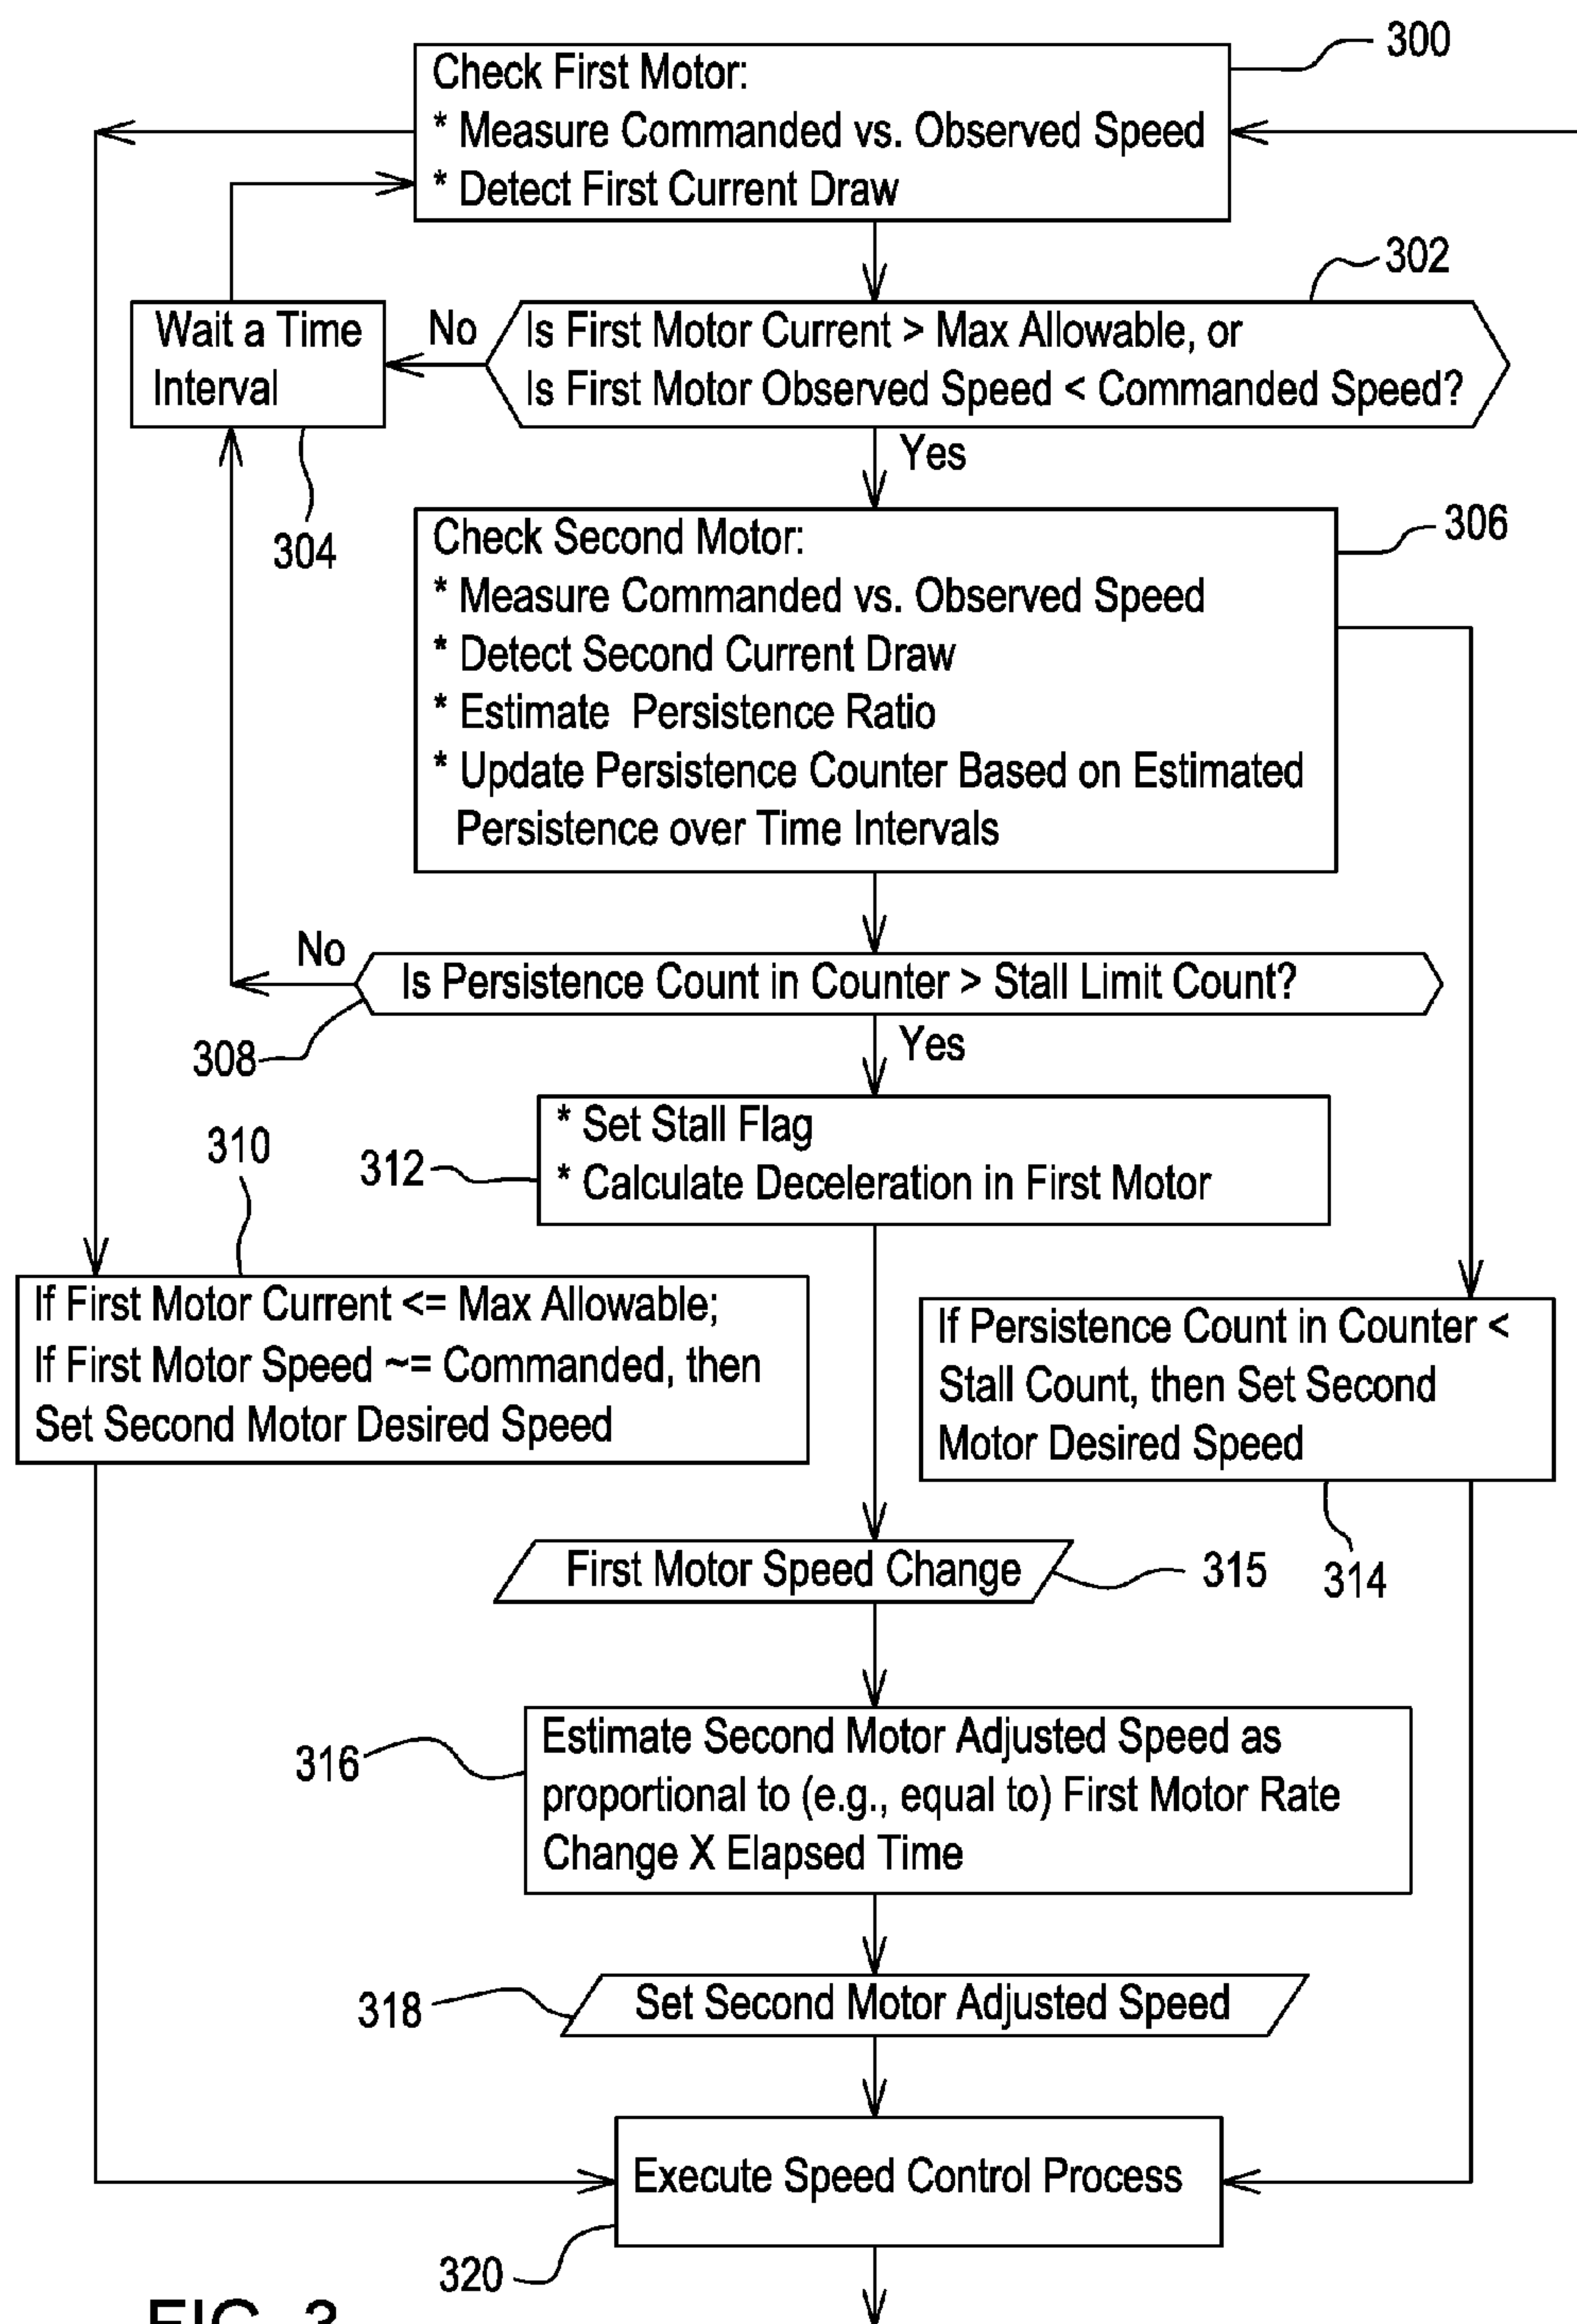 300
Check First Motor:
* Measure Commanded vs. Observed Speed
* Detect First Current Draw
302
Wait a Time
Interval
No
Is First Motor Current > Max Allowable, or
Is First Motor Observed Speed < Commanded Speed?
Yes
304
306
Check Second Motor:
* Measure Commanded vs. Observed Speed
* Detect Second Current Draw
* Estimate Persistence Ratio
* Update Persistence Counter Based on Estimated
Persistence over Time Intervals
No
Is Persistence Count in Counter > Stall Limit Count?
308
Yes
310
312
* Set Stall Flag
* Calculate Deceleration in First Motor
If First Motor Current <= Max Allowable;
If First Motor Speed ~= Commanded, then
Set Second Motor Desired Speed
If Persistence Count in Counter <
Stall Count, then Set Second
Motor Desired Speed
314
First Motor Speed Change
315
316
Estimate Second Motor Adjusted Speed as
proportional to (e.g., equal to) First Motor Rate
Change X Elapsed Time
318
Set Second Motor Adjusted Speed
Execute Speed Control Process
320
FIG. 3